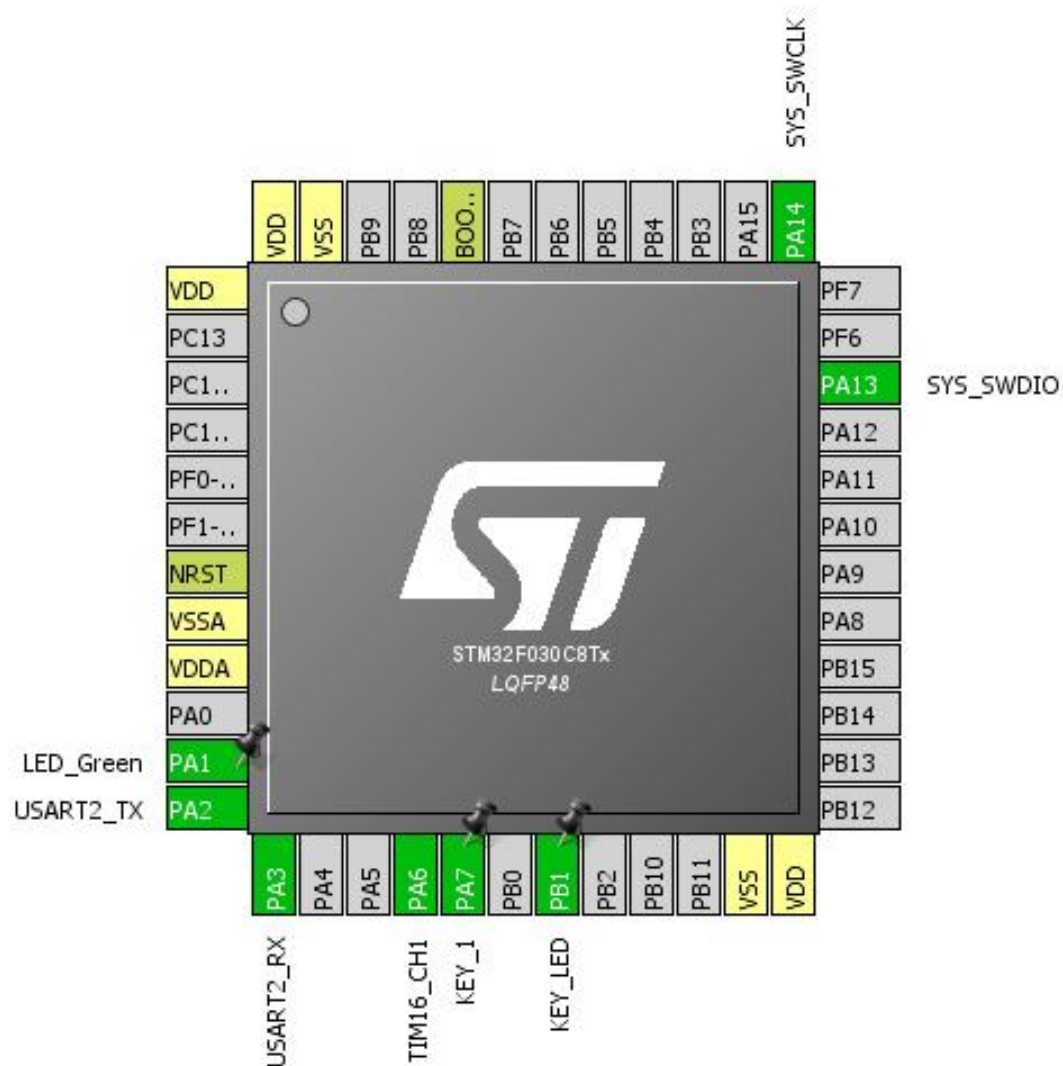 SYS_SWCLK
VDD
VSS
PB9
PB8
BOO..
PB7
PB6
PB5
PB4
PB3
PA15
PA14
VDD
PC13
PC1..
PC1..
PF0-..
PF1-..
NRST
VSSA
VDDA
PA0
LED_Green PA1
USART2_TX PA2
PF7
PF6
PA13 SYS_SWDIO
PA12
PA11
PA10
PA9
PA8
PB15
PB14
PB13
PB12
ST
STM32F030C8Tx
LQFP48
PA3
PA4
PA5
PA6
PA7
PB0
PB1
PB2
PB10
PB11
VSS
VDD
USART2_RX
TIM16_CH1
KEY_1
KEY_LED